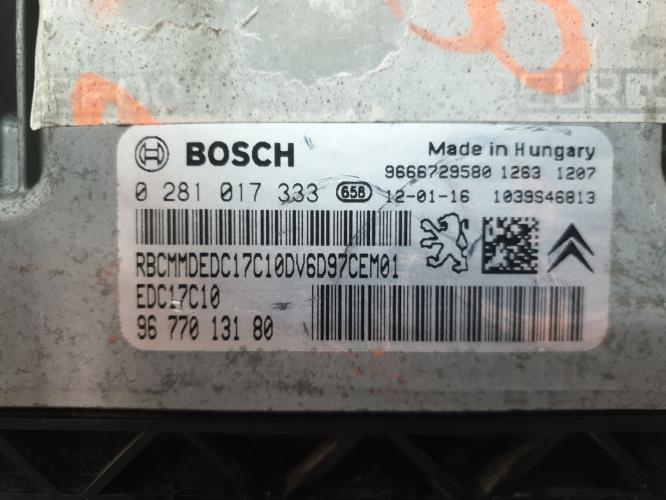 BOSCH
Made in Hungary
9666729580 1263 1207
0 281 017 333 65B 12-01-16 1039S46813
RBCMMDEDC17C10DV6D97CEM01
EDC17C10
96 770 131 80